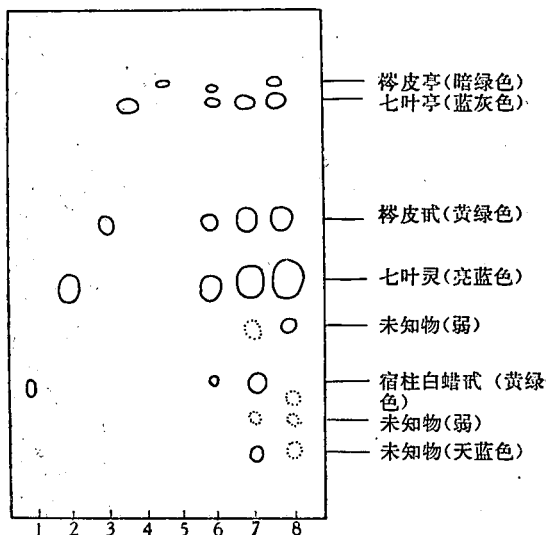 梣皮亭(暗绿色)
七叶亭(蓝灰色)
梣皮甙(黄绿色)
七叶灵(亮蓝色)
未知物(弱)
宿柱白蜡甙(黄绿
色)
未知物(弱)
未知物(天蓝色)
1 2 3 4 5 6 7 8